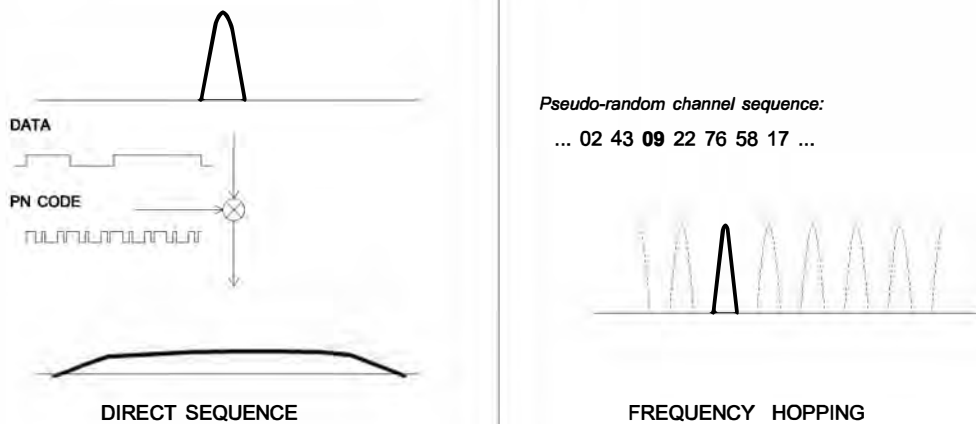 DATA
PN CODE
DIRECT SEQUENCE
Pseudo-random channel sequence:
... 02 43 09 22 76 58 17 ...
FREQUENCY HOPPING